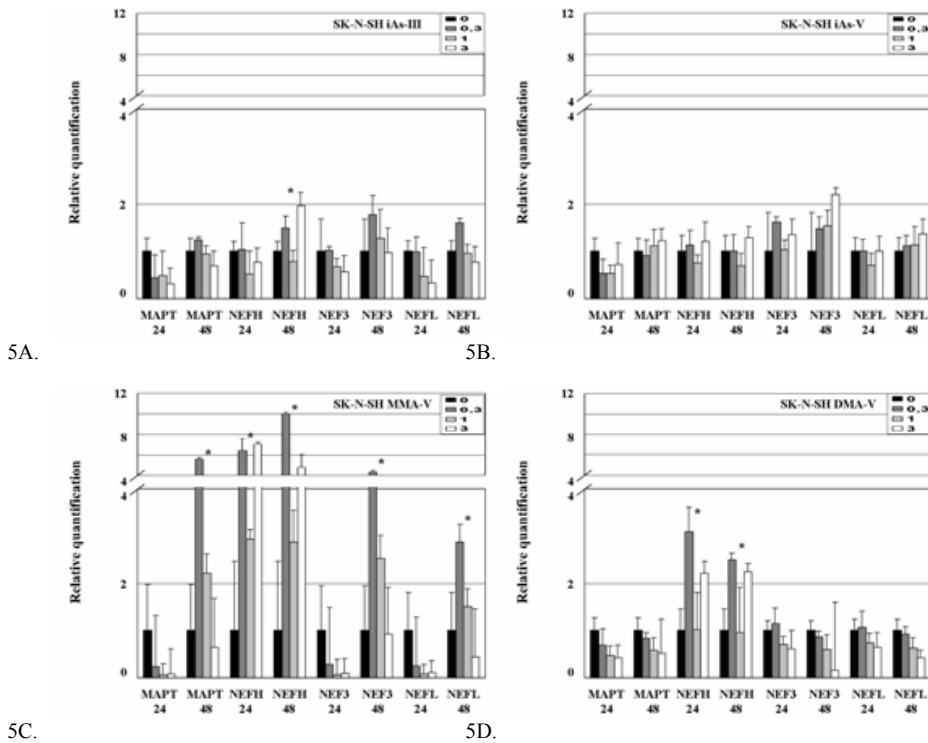 SK-N-SH iAs-III
0
0,3
1
3
12
8
4
4
2
0
Relative quantification
MAPT MAPT NEFH NEFH NEF3 NEF3 NEFL NEFL
24 48 24 48 24 48 24 48
*
5A.
SK-N-SH iAs-V
0
0,3
1
3
12
8
4
4
2
0
Relative quantification
MAPT MAPT NEFH NEFH NEF3 NEF3 NEFL NEFL
24 48 24 48 24 48 24 48
5B.
SK-N-SH MMA-V
0
0,3
1
3
12
8
4
4
2
0
Relative quantification
* * * * *
MAPT MAPT NEFH NEFH NEF3 NEF3 NEFL NEFL
24 48 24 48 24 48 24 48
5C.
SK-N-SH DMA-V
0
0,3
1
3
12
8
4
4
2
0
Relative quantification
* *
MAPT MAPT NEFH NEFH NEF3 NEF3 NEFL NEFL
24 48 24 48 24 48 24 48
5D.